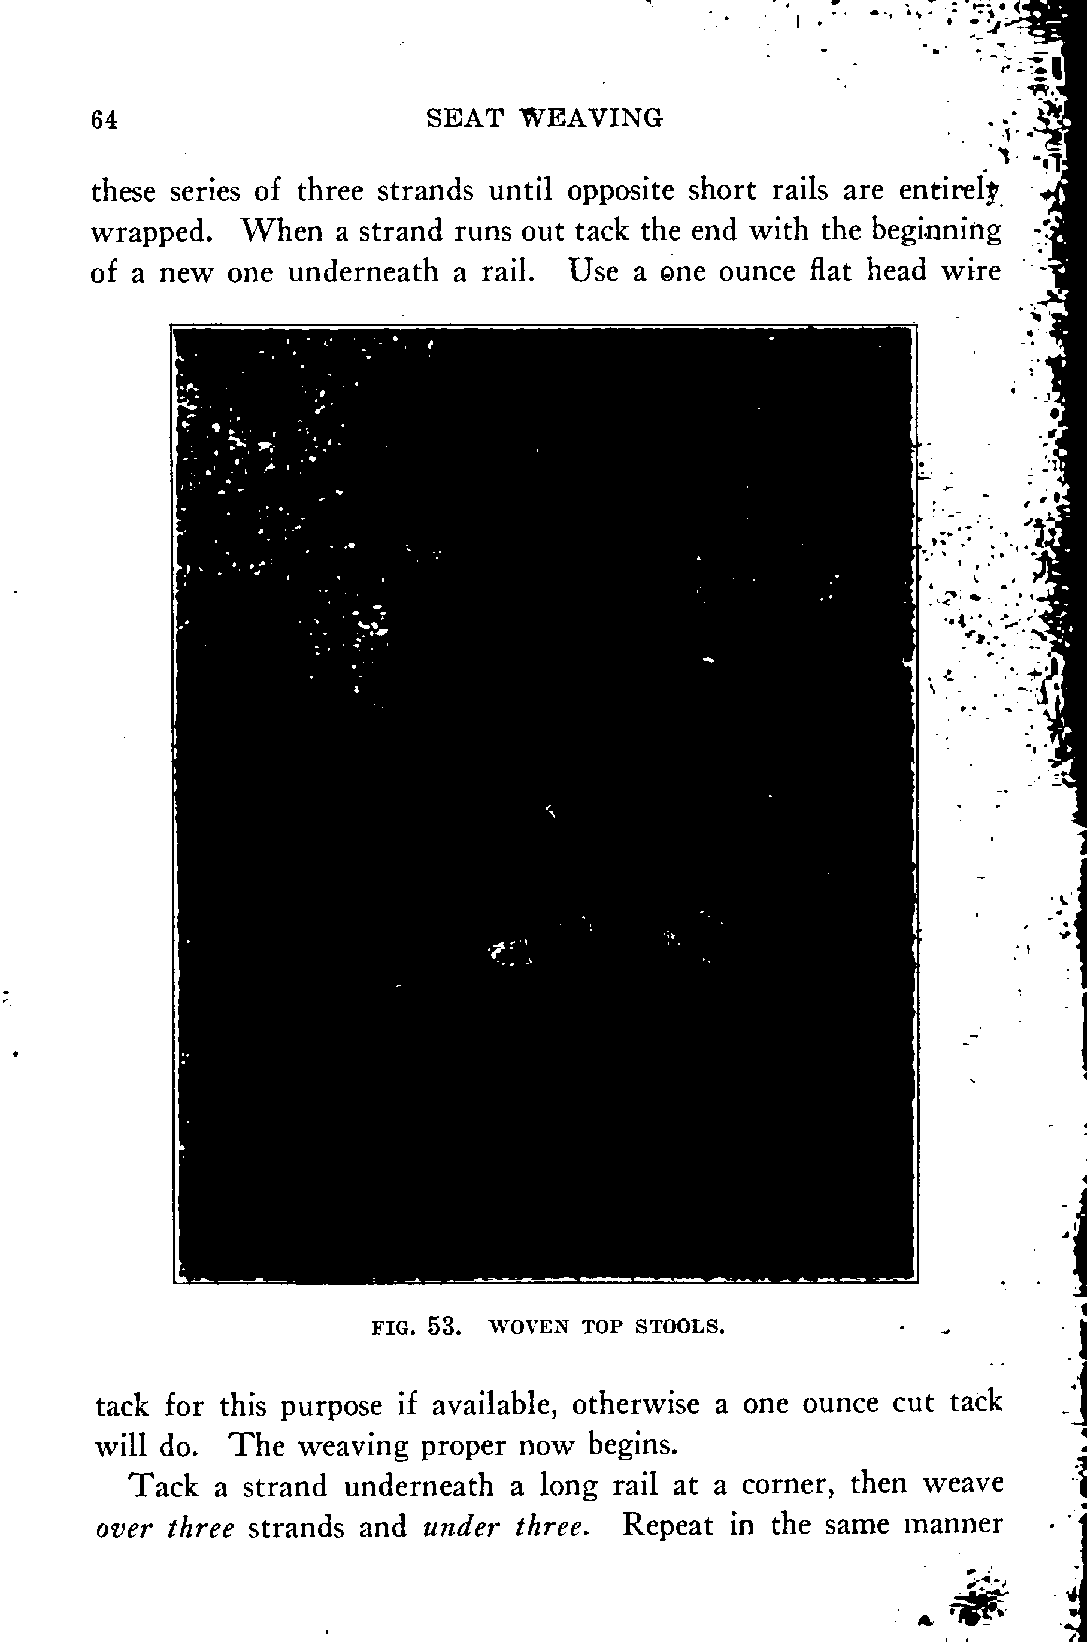 64 SEAT WEAVING
these series of three strands until opposite short rails are entirely
wrapped. When a strand runs out tack the end with the beginning
of a new one underneath a rail. Use a one ounce flat head wire
FIG. 53. WOVEN TOP STOOLS.
tack for this purpose if available, otherwise a one ounce cut tack
will do. The weaving proper now begins.
Tack a strand underneath a long rail at a corner, then weave
over three strands and under three. Repeat in the same manner